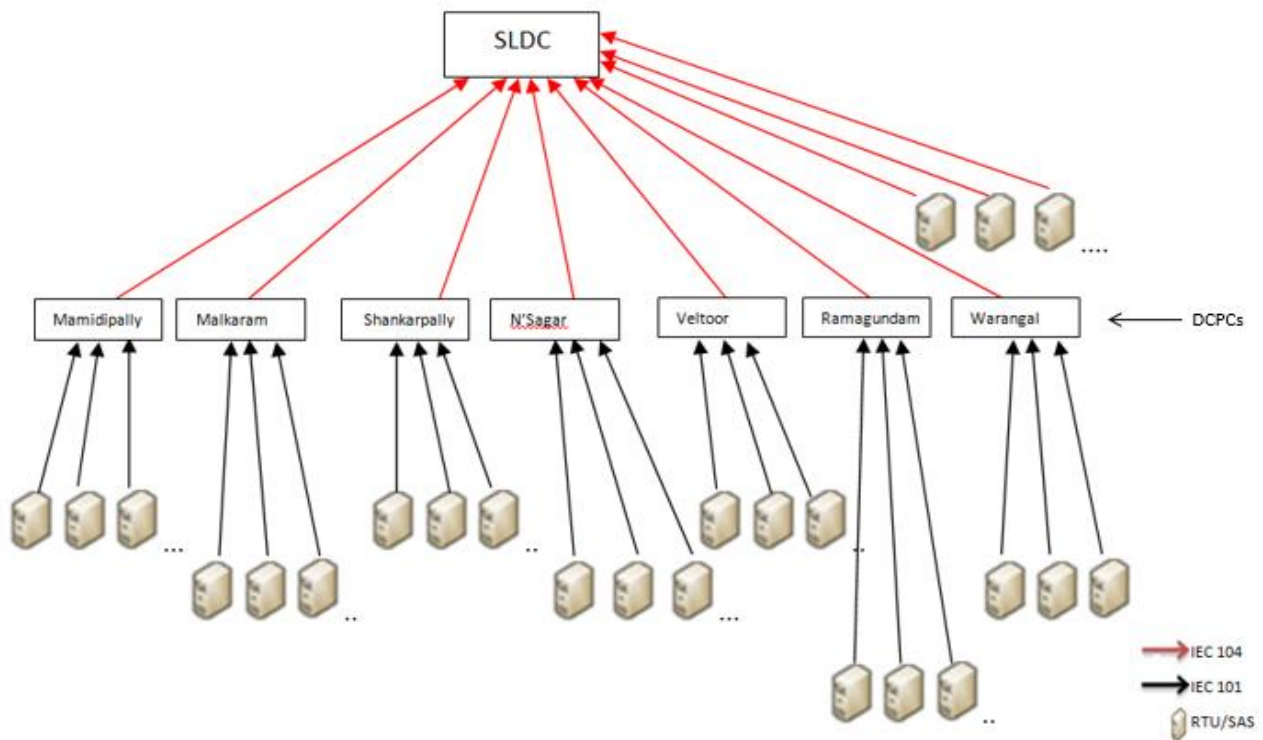 SLDC
....
Mamidipally
Malkaram
Shankarpally
N'Sagar
Veltoor
Ramagundam
Warangal
DCPCs
...
..
..
...
..
..
IEC 104
IEC 101
RTU/SAS